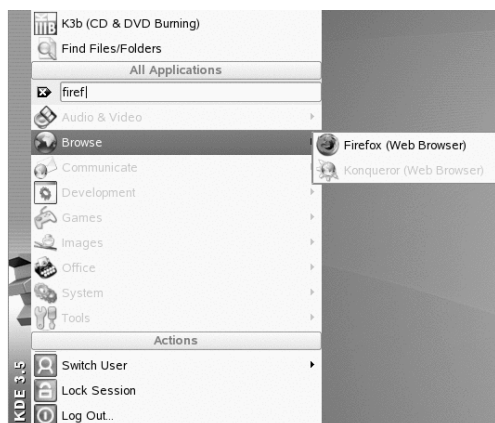 K3b (CD & DVD Burning)
Find Files/Folders
All Applications
firef
Audio & Video
Browse
Firefox (Web Browser)
Konqueror (Web Browser)
Communicate
Development
Games
Images
Office
System
Tools
Actions
Switch User
Lock Session
Log Out...
KDE 3.5